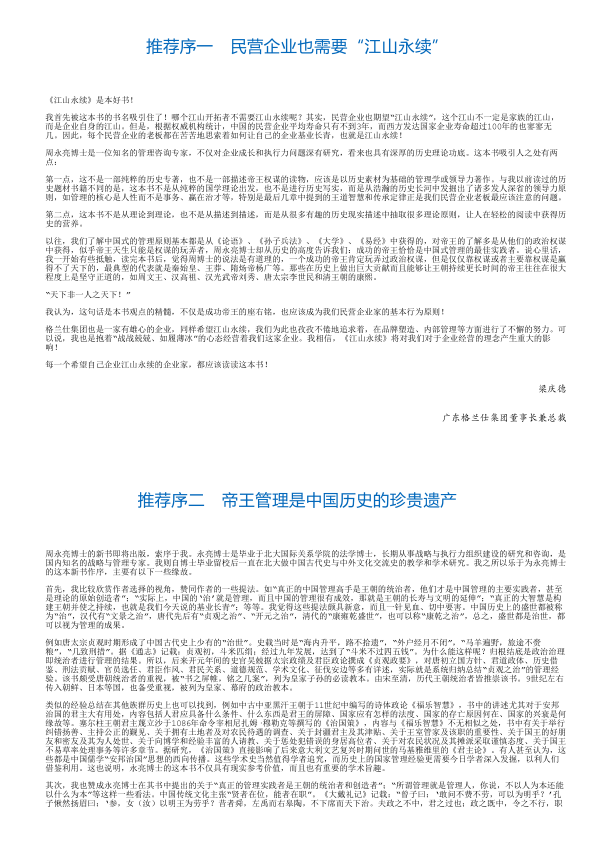 推荐序一　民营企业也需要“江山永续”
《江山永续》是本好书！
我首先被这本书的书名吸引住了！哪个江山开拓者不需要江山永续呢？其实，民营企业也期望“江山永续”，这个江山不一定是家族的江山，
而是企业自身的江山。但是，根据权威机构统计，中国的民营企业平均寿命只有不到3年，而西方发达国家企业寿命超过100年的也寥寥无
几。因此，每个民营企业的老板都在苦苦地思索着如何让自己的企业基业长青，也就是江山永续！
周永亮博士是一位知名的管理咨询专家，不仅对企业成长和执行力问题深有研究，看来也具有深厚的历史理论功底。这本书吸引人之处有两
点：
第一点，这不是一部纯粹的历史专著，也不是一部描述帝王权谋的读物，应该是以历史素材为基础的管理学或领导力著作。与我以前读过的历
史题材书籍不同的是，这本书不是从纯粹的国学理论出发，也不是进行历史写实，而是从浩瀚的历史长河中发掘出了诸多发人深省的领导力原
则，如管理的核心是人性而不是事务、赢在治才等，特别是最后几章中提到的王道智慧和传承定律正是我们民营企业老板最应该注意的问题。
第二点，这本书不是从理论到理论，也不是从描述到描述，而是从很多有趣的历史现实描述中抽取很多理论原则，让人在轻松的阅读中获得历
史的营养。
以往，我们了解中国式的管理原则基本都是从《论语》、《孙子兵法》、《大学》、《易经》中获得的，对帝王的了解多是从他们的政治权谋
中获得，似乎帝王天生只能是权谋的玩弄者，周永亮博士却从历史的高度告诉我们：成功的帝王恰恰是中国式管理的最佳实践者。说心里话，
我一开始有些抵触，读完本书后，觉得周博士的说法是有道理的，一个成功的帝王肯定玩弄过政治权谋，但是仅仅靠权谋或者主要靠权谋是赢
得不了天下的，最典型的代表就是秦始皇、王莽、隋炀帝杨广等。那些在历史上做出巨大贡献而且能够让王朝持续更长时间的帝王往往在很大
程度上是坚守正道的，如周文王、汉高祖、汉光武帝刘秀、唐太宗李世民和清王朝的康熙。
“天下非一人之天下！”
我认为，这句话是本书观点的精髓，不仅是成功帝王的座右铭，也应该成为我们民营企业家的基本行为原则！
格兰仕集团也是一家有雄心的企业，同样希望江山永续，我们为此也孜孜不倦地追求着，在品牌塑造、内部管理等方面进行了不懈的努力。可
以说，我也是抱着“战战兢兢、如履薄冰”的心态经营着我们这家企业。我相信，《江山永续》将对我们对于企业经营的理念产生重大的影
响！
每一个希望自己企业江山永续的企业家，都应该读读这本书！
梁庆德
广东格兰仕集团董事长兼总裁
推荐序二　帝王管理是中国历史的珍贵遗产
周永亮博士的新书即将出版，索序于我。永亮博士是毕业于北大国际关系学院的法学博士，长期从事战略与执行力组织建设的研究和咨询，是
国内知名的战略与管理专家。我则自博士毕业留校后一直在北大做中国古代史与中外文化交流史的教学和学术研究。我之所以乐于为永亮博士
的这本新书作序，主要有以下一些缘故。
首先，我比较欣赏作者选择的视角，赞同作者的一些提法。如“真正的中国管理高手是王朝的统治者，他们才是中国管理的主要实践者，甚至
是理论的原始创造者”；“实际上，中国的‘治’就是管理，而且中国的管理很有成效，那就是王朝的长寿与文明的延伸”；“真正的大智慧是构
建王朝并使之持续，也就是我们今天说的基业长青”；等等。我觉得这些提法颇具新意，而且一针见血、切中要害。中国历史上的盛世都被称
为“治”，汉代有“文景之治”，唐代先后有“贞观之治”、“开元之治”，清代的“康雍乾盛世”，也可以称“康乾之治”，总之，盛世都是治世，都
可以视为管理的成果。
例如唐太宗贞观时期形成了中国古代史上少有的“治世”。史载当时是“海内升平，路不拾遗”，“外户经月不闭”，“马羊遍野，旅途不赍
粮”，“几致刑措”。据《通志》记载：贞观初，斗米匹绢；经过九年发展，达到了“斗米不过四五钱”。为什么能这样呢？归根结底是政治治理
即统治者进行管理的结果。所以，后来开元年间的史官吴兢据太宗政绩及君臣政论撰成《贞观政要》，对唐初立国方针、君道政体、历史借
鉴、刑法贡赋、官员选任、君臣作风、君民关系、道德规范、学术文化、征伐安边等多有详述，实际就是系统归纳总结“贞观之治”的管理经
验。该书颇受唐朝统治者的重视，被“书之屏帷，铭之几案”，列为皇家子孙的必读教本。由宋至清，历代王朝统治者皆推崇该书。9世纪左右
传入朝鲜、日本等国，也备受重视，被列为皇家、幕府的政治教本。
类似的经验总结在其他族群历史上也可以找到，例如中古中亚黑汗王朝于11世纪中编写的诗体政论《福乐智慧》，书中的讲述尤其对于安邦
治国的君主大有用处，内容包括人君应具备什么条件、什么东西是君王的屏障、国家应有怎样的法度、国家的存亡原因何在、国家的兴衰是何
缘故等。塞尔柱王朝君主蔑立沙于1086年命令宰相尼扎姆·穆勒克等撰写的《治国策》，内容与《福乐智慧》不无相似之处，书中有关于举行
纠错扬善、主持公正的觐见、关于拥有土地者及对农民待遇的调查、关于封疆君主及其津贴、关于王室管家及该职的重要性、关于国王的好朋
友和密友及其为人处世、关于向博学和经验丰富的人请教、关于惩处犯错误的身居高位者、关于对农民状况及其摊派采取谨慎态度、关于国王
不易草率处理事务等许多章节。据研究，《治国策》直接影响了后来意大利文艺复兴时期问世的马基雅维里的《君主论》。有人甚至认为，这
些都是中国儒学“安邦治国”思想的西向传播。这些学术史当然值得学者追究，而历史上的国家管理经验更需要今日学者深入发掘，以利人们
借鉴利用。这也说明，永亮博士的这本书不仅具有现实参考价值，而且也有重要的学术旨趣。
其次，我也赞成永亮博士在其书中提出的关于“真正的管理实践者是王朝的统治者和创造者”；“所谓管理就是管理人，你说，不以人为本还能
以什么为本”等这样一些看法。中国传统文化主张“贤者在位，能者在职”。《大戴礼记》记载：“曾子曰：‘敢问不费不劳，可以为明乎？’孔
子愀然扬眉曰：‘参，女（汝）以明王为劳乎？昔者舜，左禹而右皋陶，不下席而天下治。夫政之不中，君之过也；政之既中，令之不行，职